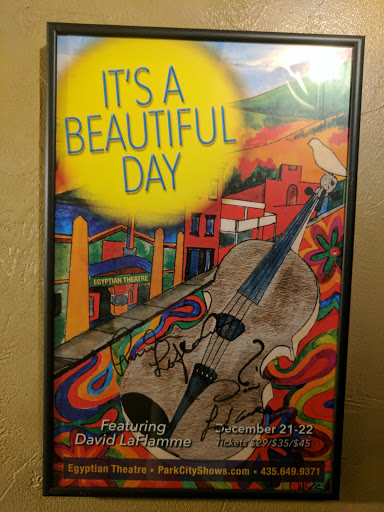 IT'S A
BEAUTIFUL
DAY
EGYPTIAN THEATRE
Featuring
David LaFlamme
December 21-22
Tickets $29/$35/$45
Egyptian Theatre • ParkCityShows.com • 435.649.9371